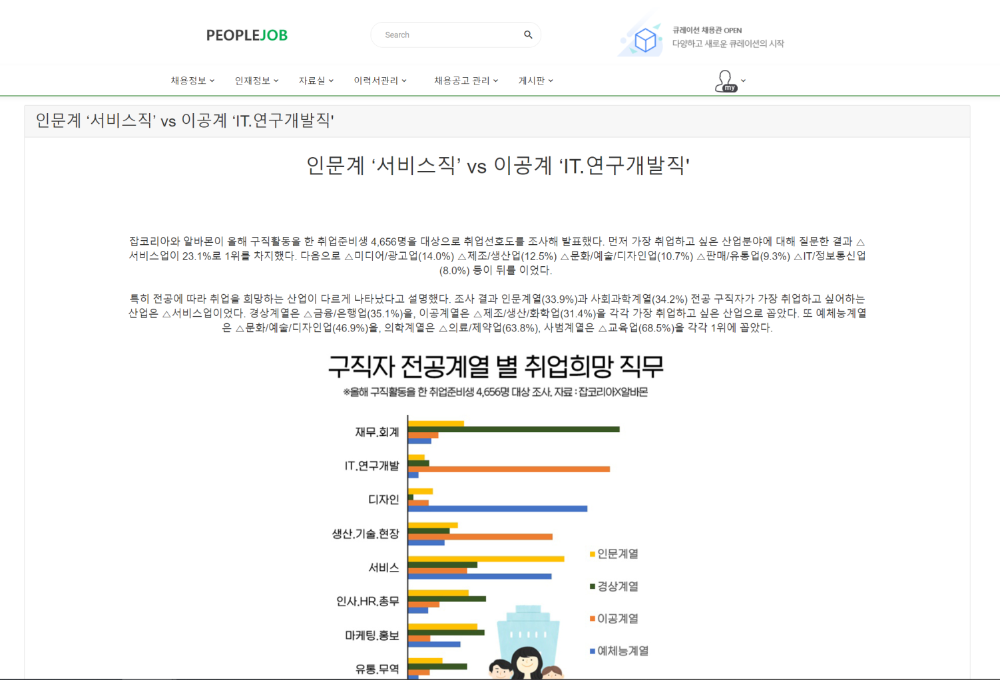 PEOPLEJOB
Search
큐레이션 채용관 OPEN
다양하고 새로운 큐레이션의 시작
채용정보 인재정보 자료실 이력서관리 채용공고 관리 게시판
my
인문계 ‘서비스직’ vs 이공계 ‘IT.연구개발직'
인문계 ‘서비스직’ vs 이공계 ‘IT.연구개발직'
잡코리아와 알바몬이 올해 구직활동을 한 취업준비생 4,656명을 대상으로 취업선호도를 조사해 발표했다. 먼저 가장 취업하고 싶은 산업분야에 대해 질문한 결과 △
서비스업이 23.1%로 1위를 차지했다. 다음으로 △미디어/광고업(14.0%) △제조/생산업(12.5%) △문화/예술/디자인업(10.7%) △판매/유통업(9.3%) △IT/정보통신업
(8.0%) 등이 뒤를 이었다.
특히 전공에 따라 취업을 희망하는 산업이 다르게 나타났다고 설명했다. 조사 결과 인문계열(33.9%)과 사회과학계열(34.2%) 전공 구직자가 가장 취업하고 싶어하는
산업은 △서비스업이었다. 경상계열은 △금융/은행업(35.1%)을, 이공계열은 △제조/생산/화학업(31.4%)을 각각 가장 취업하고 싶은 산업으로 꼽았다. 또 예체능계열
은 △문화/예술/디자인업(46.9%)을, 의학계열은 △의료/제약업(63.8%), 사범계열은 △교육업(68.5%)을 각각 1위에 꼽았다.
구직자 전공계열 별 취업희망 직무
※올해 구직활동을 한 취업준비생 4,656명 대상 조사. 자료 : 잡코리아X알바몬
재무.회계
IT.연구개발
디자인
생산.기술.현장
서비스
인사.HR.총무
마케팅.홍보
유통.무역
인문계열
경상계열
이공계열
예체능계열